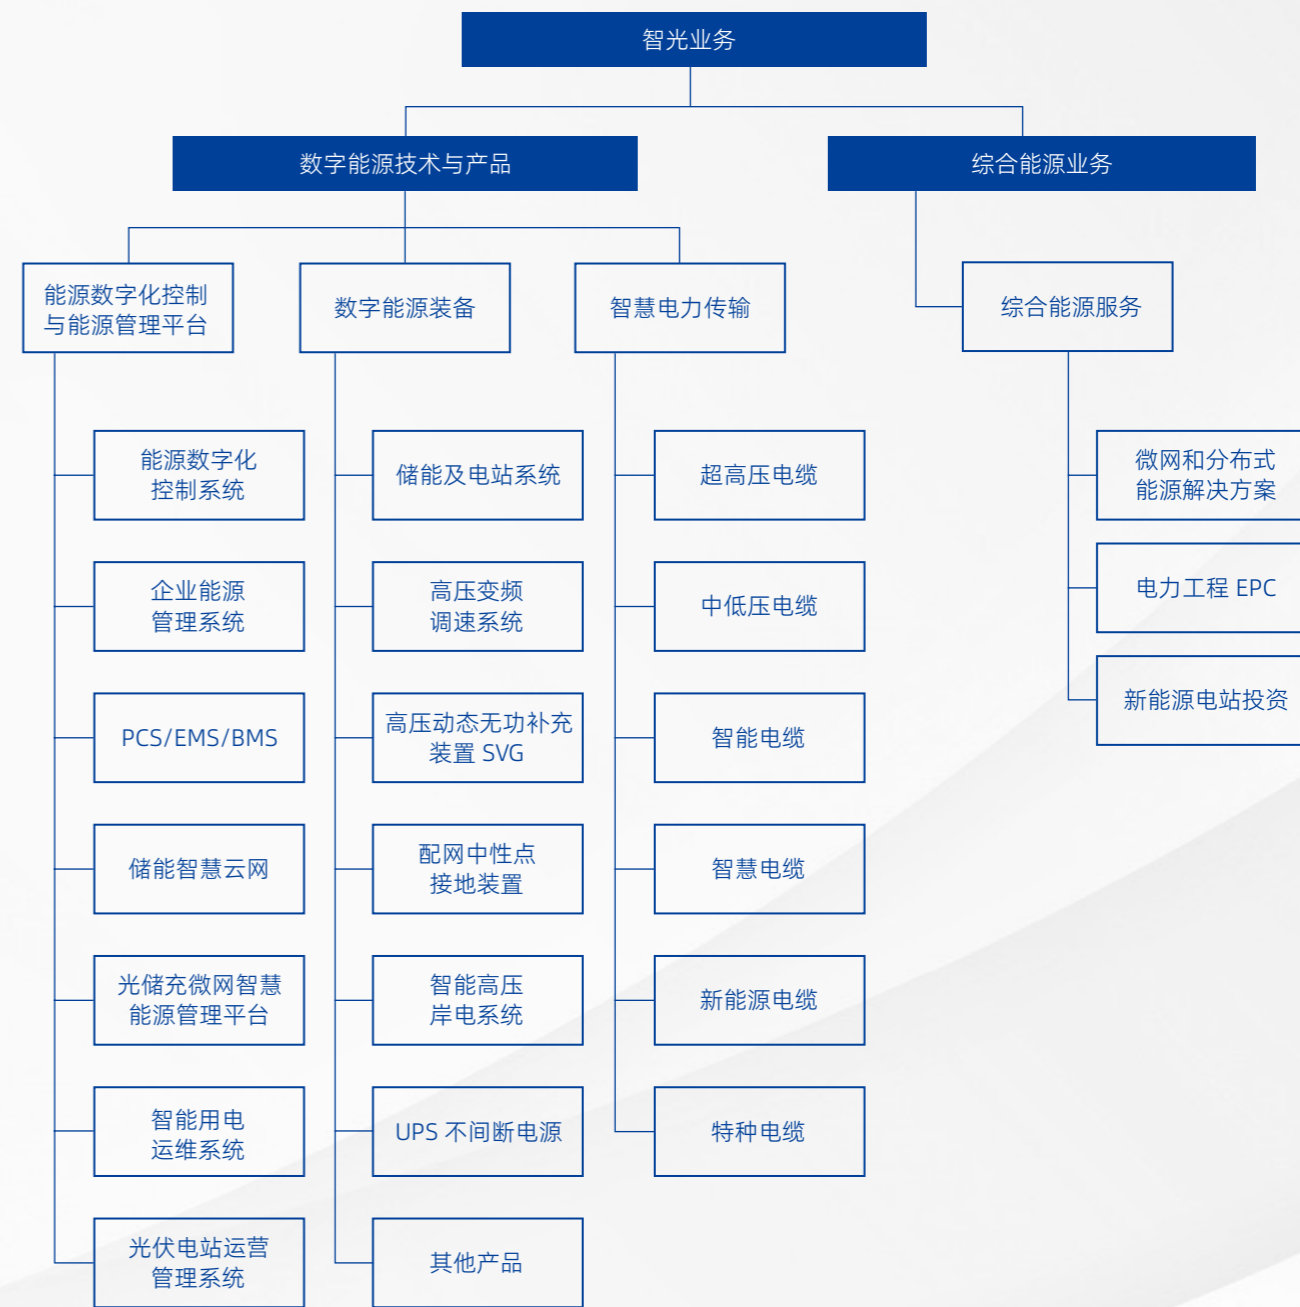 智光业务
数字能源技术与产品
综合能源业务
能源数字化控制
与能源管理平台
数字能源装备
智慧电力传输
综合能源服务
能源数字化
控制系统
企业能源
管理系统
PCS/EMS/BMS
储能智慧云网
光储充微网智慧
能源管理平台
智能用电
运维系统
光伏电站运营
管理系统
储能及电站系统
高压变频
调速系统
高压动态无功补充
装置 SVG
配网中性点
接地装置
智能高压
岸电系统
UPS 不间断电源
其他产品
超高压电缆
中低压电缆
智能电缆
智慧电缆
新能源电缆
特种电缆
微网和分布式
能源解决方案
电力工程 EPC
新能源电站投资